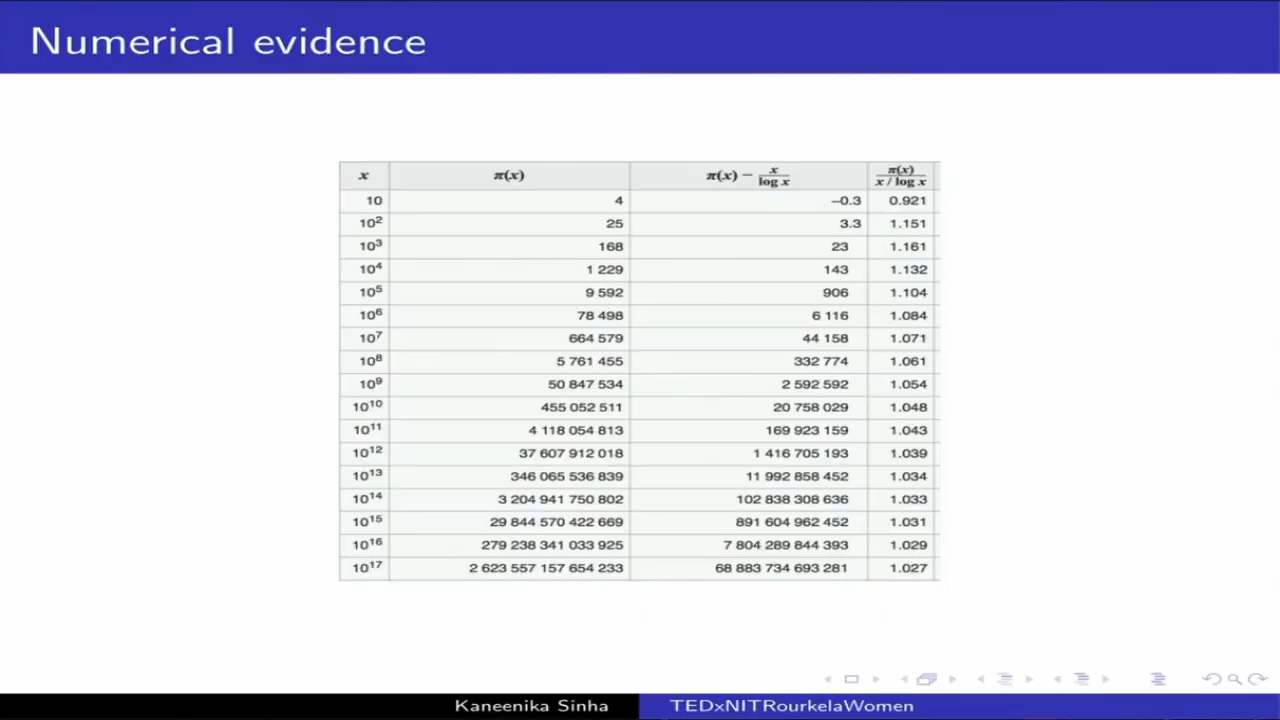 Numerical evidence
x π(x) π(x) − x/log x π(x)/x / log x
10 4 −0.3 0.921
10² 25 3.3 1.151
10³ 168 23 1.161
10⁴ 1 229 143 1.132
10⁵ 9 592 906 1.104
10⁶ 78 498 6 116 1.084
10⁷ 664 579 44 158 1.071
10⁸ 5 761 455 332 774 1.061
10⁹ 50 847 534 2 592 592 1.054
10¹⁰ 455 052 511 20 758 029 1.048
10¹¹ 4 118 054 813 169 923 159 1.043
10¹² 37 607 912 018 1 416 705 193 1.039
10¹³ 346 065 536 839 11 992 858 452 1.034
10¹⁴ 3 204 941 750 802 102 838 308 636 1.033
10¹⁵ 29 844 570 422 669 891 604 962 452 1.031
10¹⁶ 279 238 341 033 925 7 804 289 844 393 1.029
10¹⁷ 2 623 557 157 654 233 68 883 734 693 281 1.027
Kaneenika Sinha TEDxNITRourkelaWomen